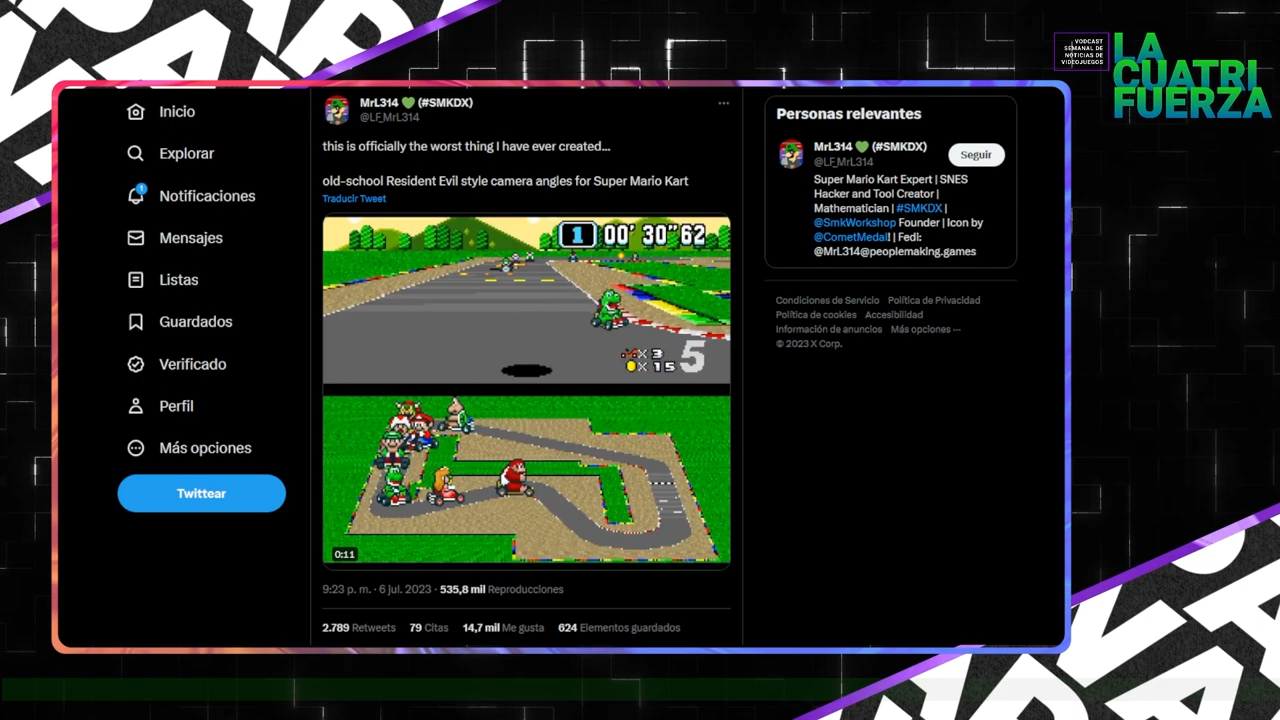 VODCAST
SEMANAL DE
NOTICIAS DE
VIDEOJUEGOS
LA
CUATRI
FUERZA
Inicio
Explorar
1
Notificaciones
Mensajes
Listas
Guardados
Verificado
Perfil
Más opciones
Twittear
MrL314 💚 (#SMKDX)
@LF_MrL314
this is officially the worst thing I have ever created...
old-school Resident Evil style camera angles for Super Mario Kart
Traducir Tweet
1 00' 30"62
X 3
X 15
5
0:11
9:23 p. m. · 6 jul. 2023 · 535,8 mil Reproducciones
2.789 Retweets 79 Citas 14,7 mil Me gusta 624 Elementos guardados
Personas relevantes
MrL314 💚 (#SMKDX)
@LF_MrL314
Seguir
Super Mario Kart Expert | SNES
Hacker and Tool Creator |
Mathematician | #SMKDX |
@SmkWorkshop Founder | Icon by
@CometMedal! | Fedi:
@MrL314@peoplemaking.games
Condiciones de Servicio Política de Privacidad
Política de cookies Accesibilidad
Información de anuncios Más opciones ···
© 2023 X Corp.